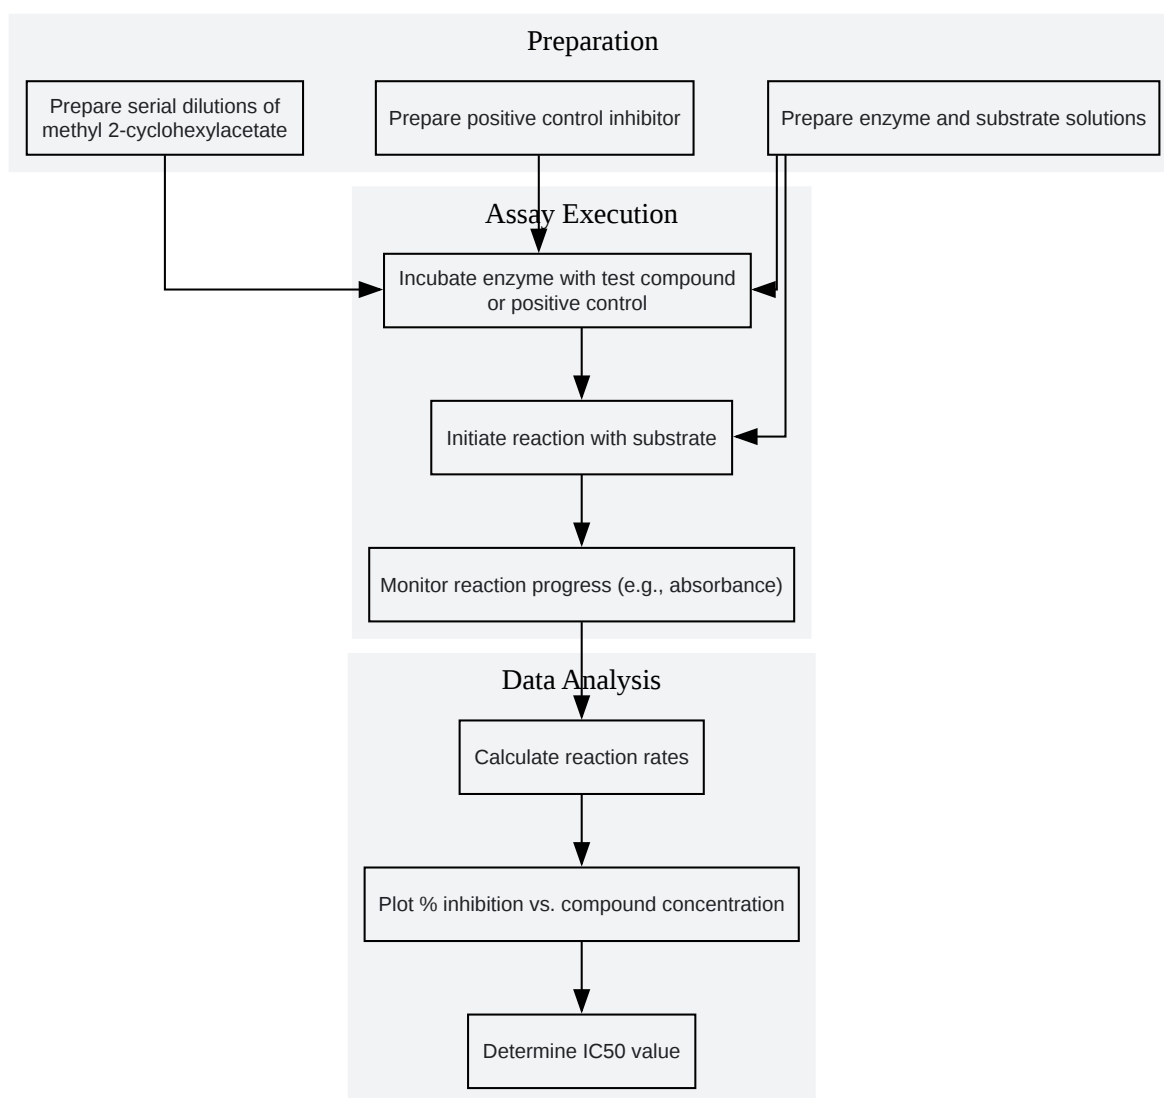 Preparation
Prepare serial dilutions of
methyl 2-cyclohexylacetate
Prepare positive control inhibitor
Prepare enzyme and substrate solutions
Assay Execution
Incubate enzyme with test compound
or positive control
Initiate reaction with substrate
Monitor reaction progress (e.g., absorbance)
Data Analysis
Calculate reaction rates
Plot % inhibition vs. compound concentration
Determine IC50 value